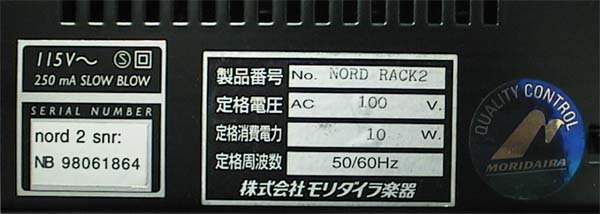 115V～ Ⓢ
250 mA SLOW BLOW
SERIAL NUMBER
nord 2 snr:
NB 98061864
製品番号 No. NORD RACK2
定格電圧 AC 100 V.
定格消費電力 10 W.
定格周波数 50/60Hz
株式会社モリダイラ楽器
QUALITY CONTROL
MORIDAIRA